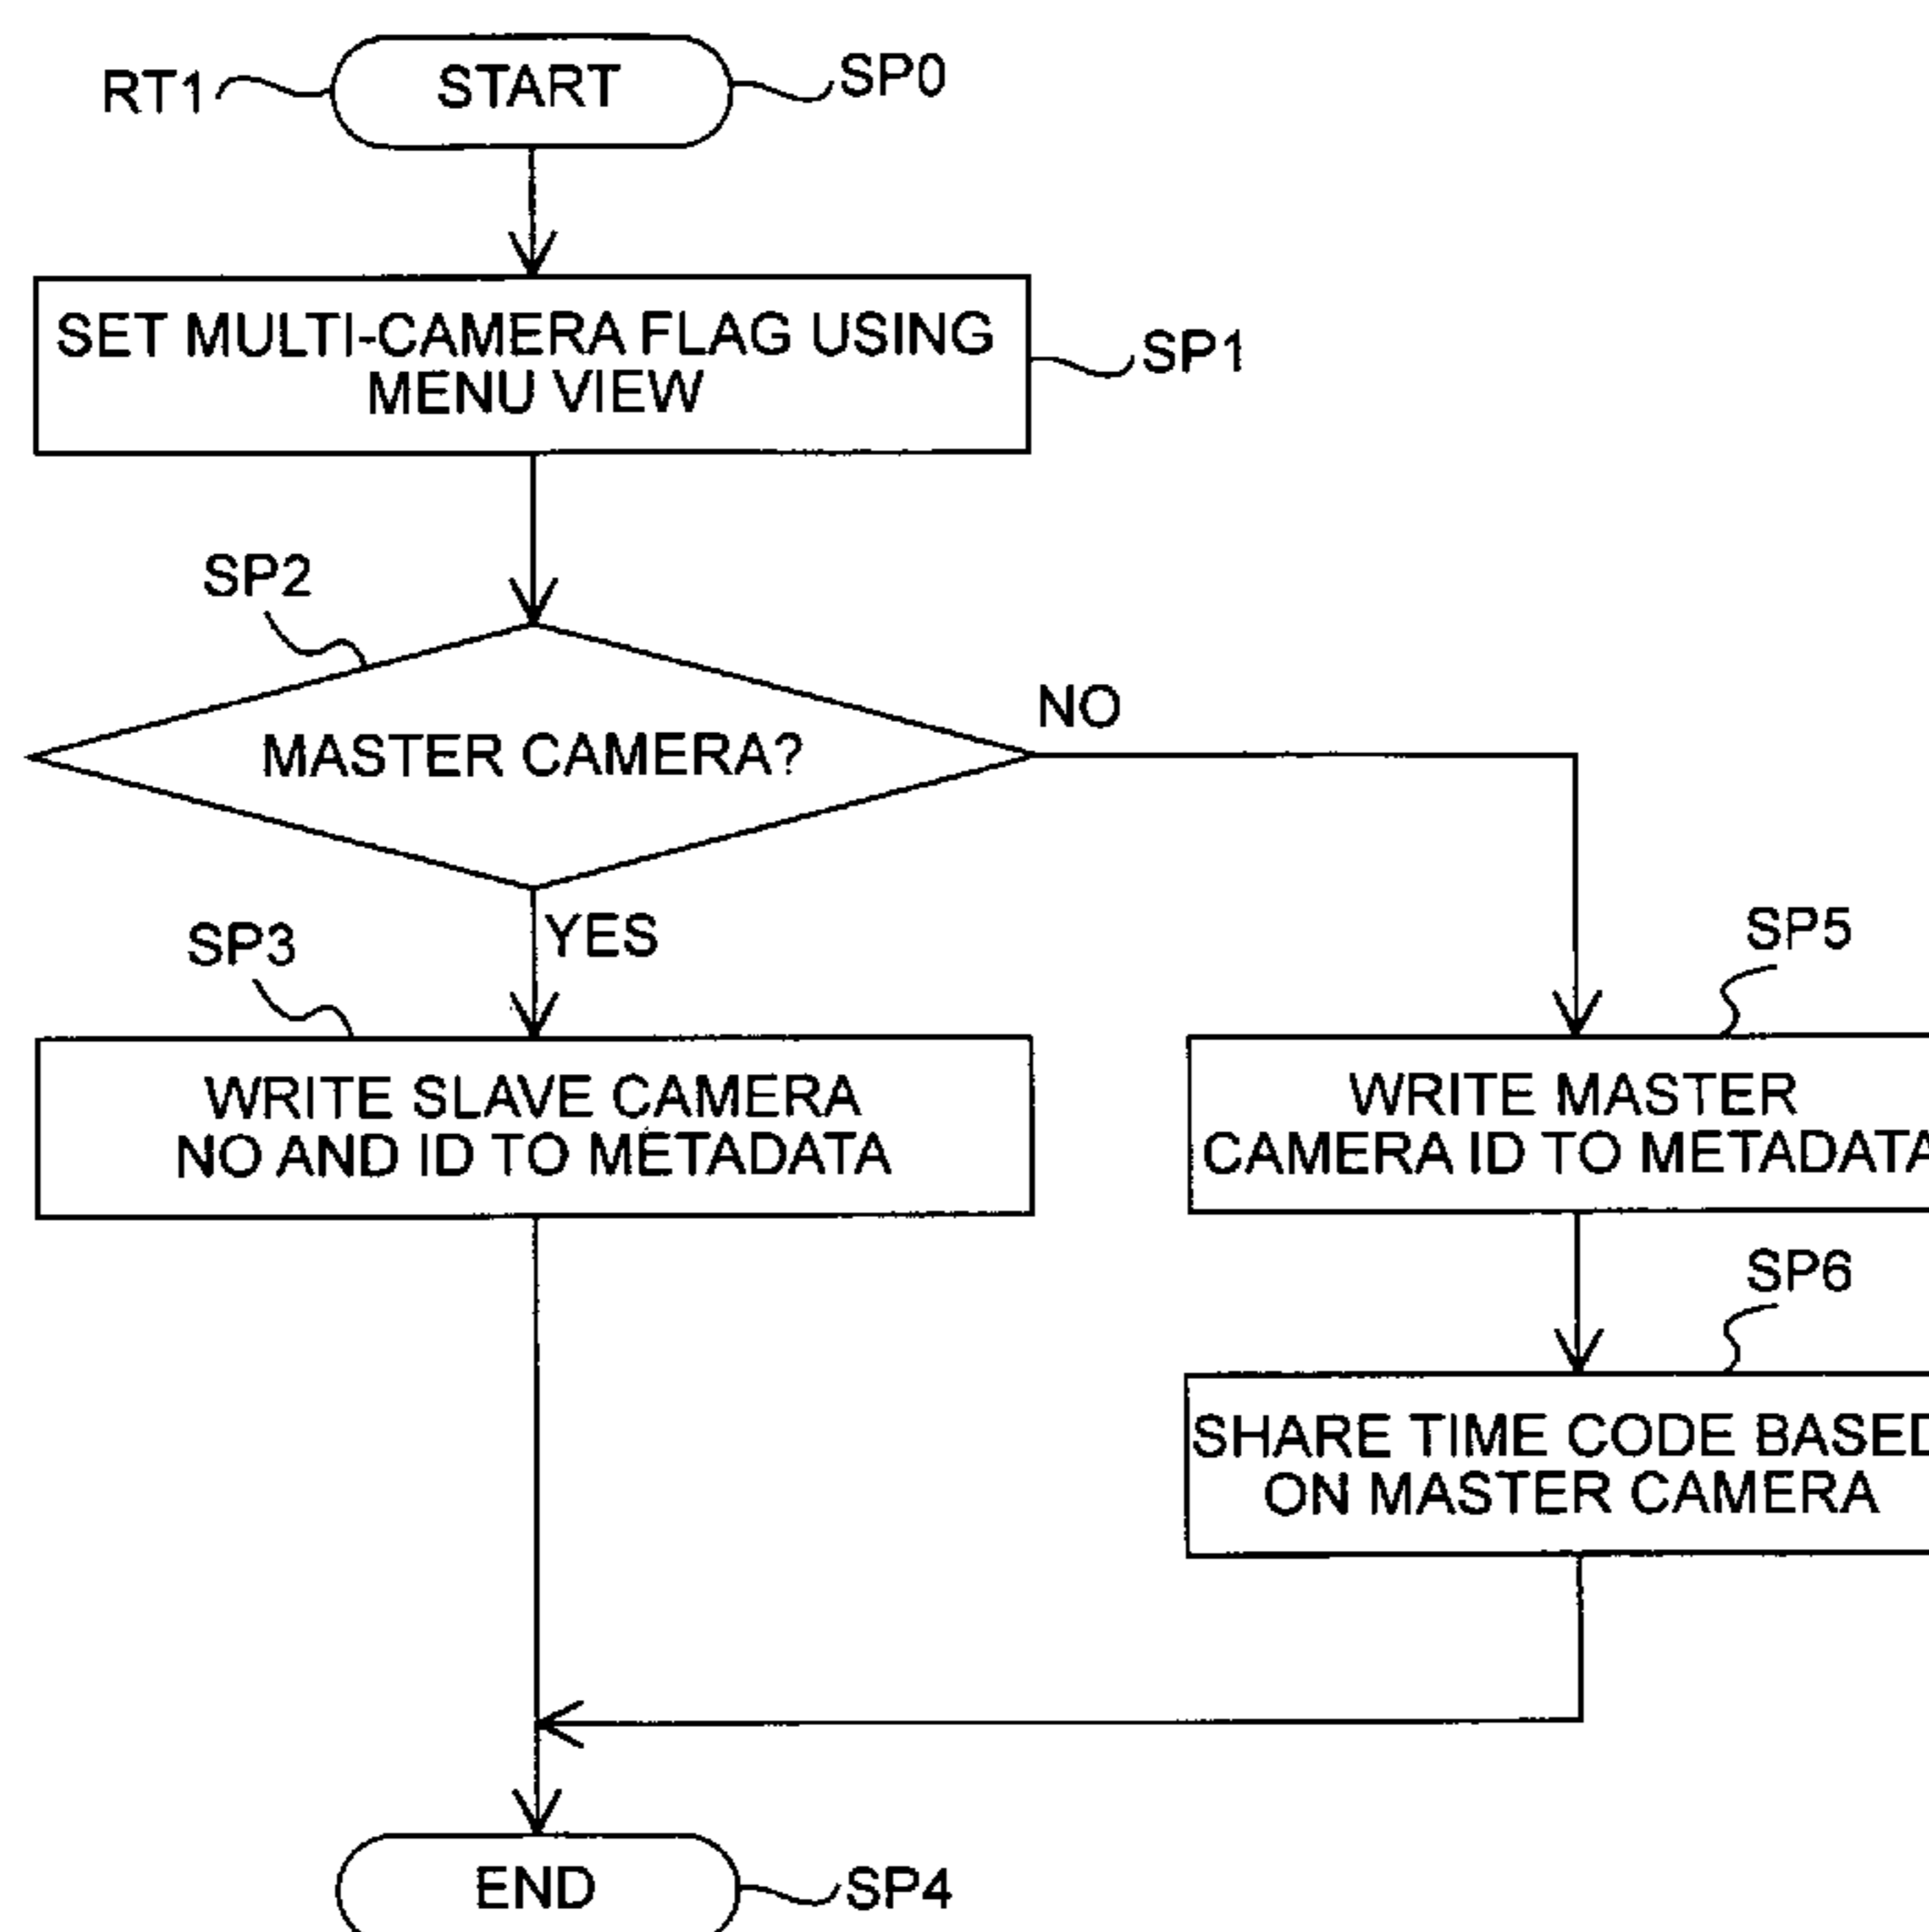 RT1
START
SP0
SET MULTI-CAMERA FLAG USING
MENU VIEW
SP1
SP2
MASTER CAMERA?
NO
YES
SP3
WRITE SLAVE CAMERA
NO AND ID TO METADATA
SP5
WRITE MASTER
CAMERA ID TO METADATA
SP6
SHARE TIME CODE BASED
ON MASTER CAMERA
END
SP4